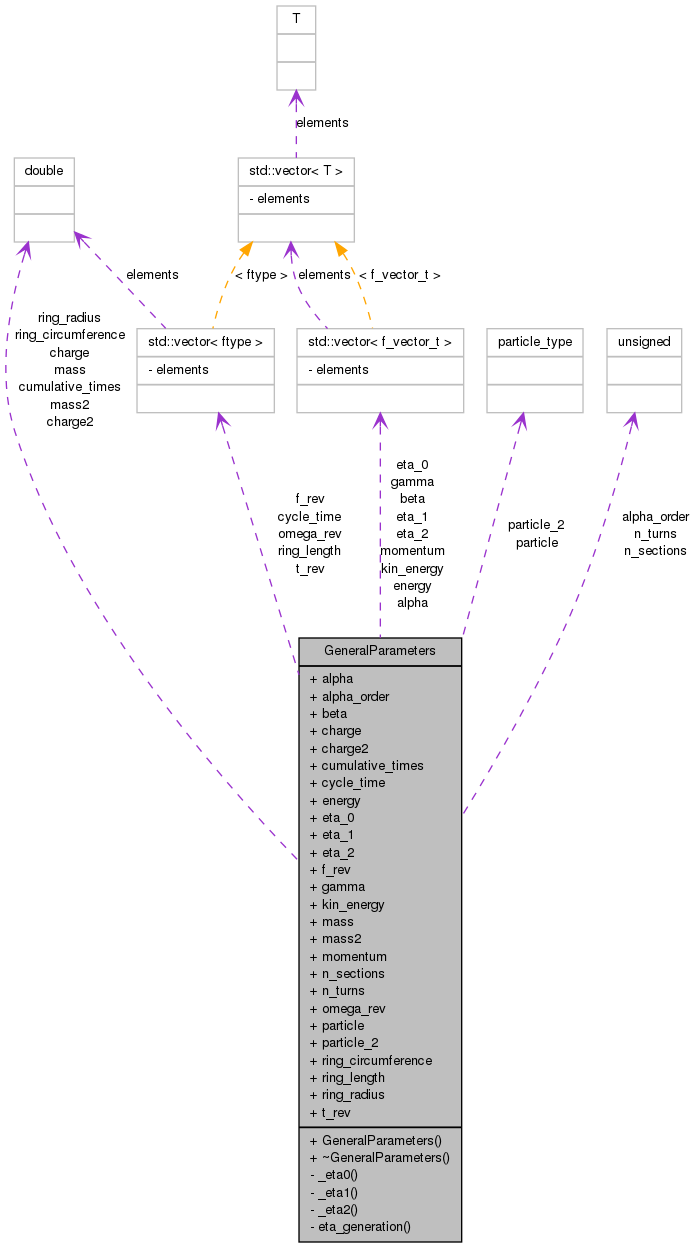 T
elements
double
std::vector< T >
- elements
elements
< ftype >
elements
< f_vector_t >
ring_radius
ring_circumference
charge
mass
cumulative_times
mass2
charge2
std::vector< ftype >
- elements
std::vector< f_vector_t >
- elements
particle_type
unsigned
f_rev
cycle_time
omega_rev
ring_length
t_rev
eta_0
gamma
beta
eta_1
eta_2
momentum
kin_energy
energy
alpha
particle_2
particle
alpha_order
n_turns
n_sections
GeneralParameters
+ alpha
+ alpha_order
+ beta
+ charge
+ charge2
+ cumulative_times
+ cycle_time
+ energy
+ eta_0
+ eta_1
+ eta_2
+ f_rev
+ gamma
+ kin_energy
+ mass
+ mass2
+ momentum
+ n_sections
+ n_turns
+ omega_rev
+ particle
+ particle_2
+ ring_circumference
+ ring_length
+ ring_radius
+ t_rev
+ GeneralParameters()
+ ~GeneralParameters()
- _eta0()
- _eta1()
- _eta2()
- eta_generation()